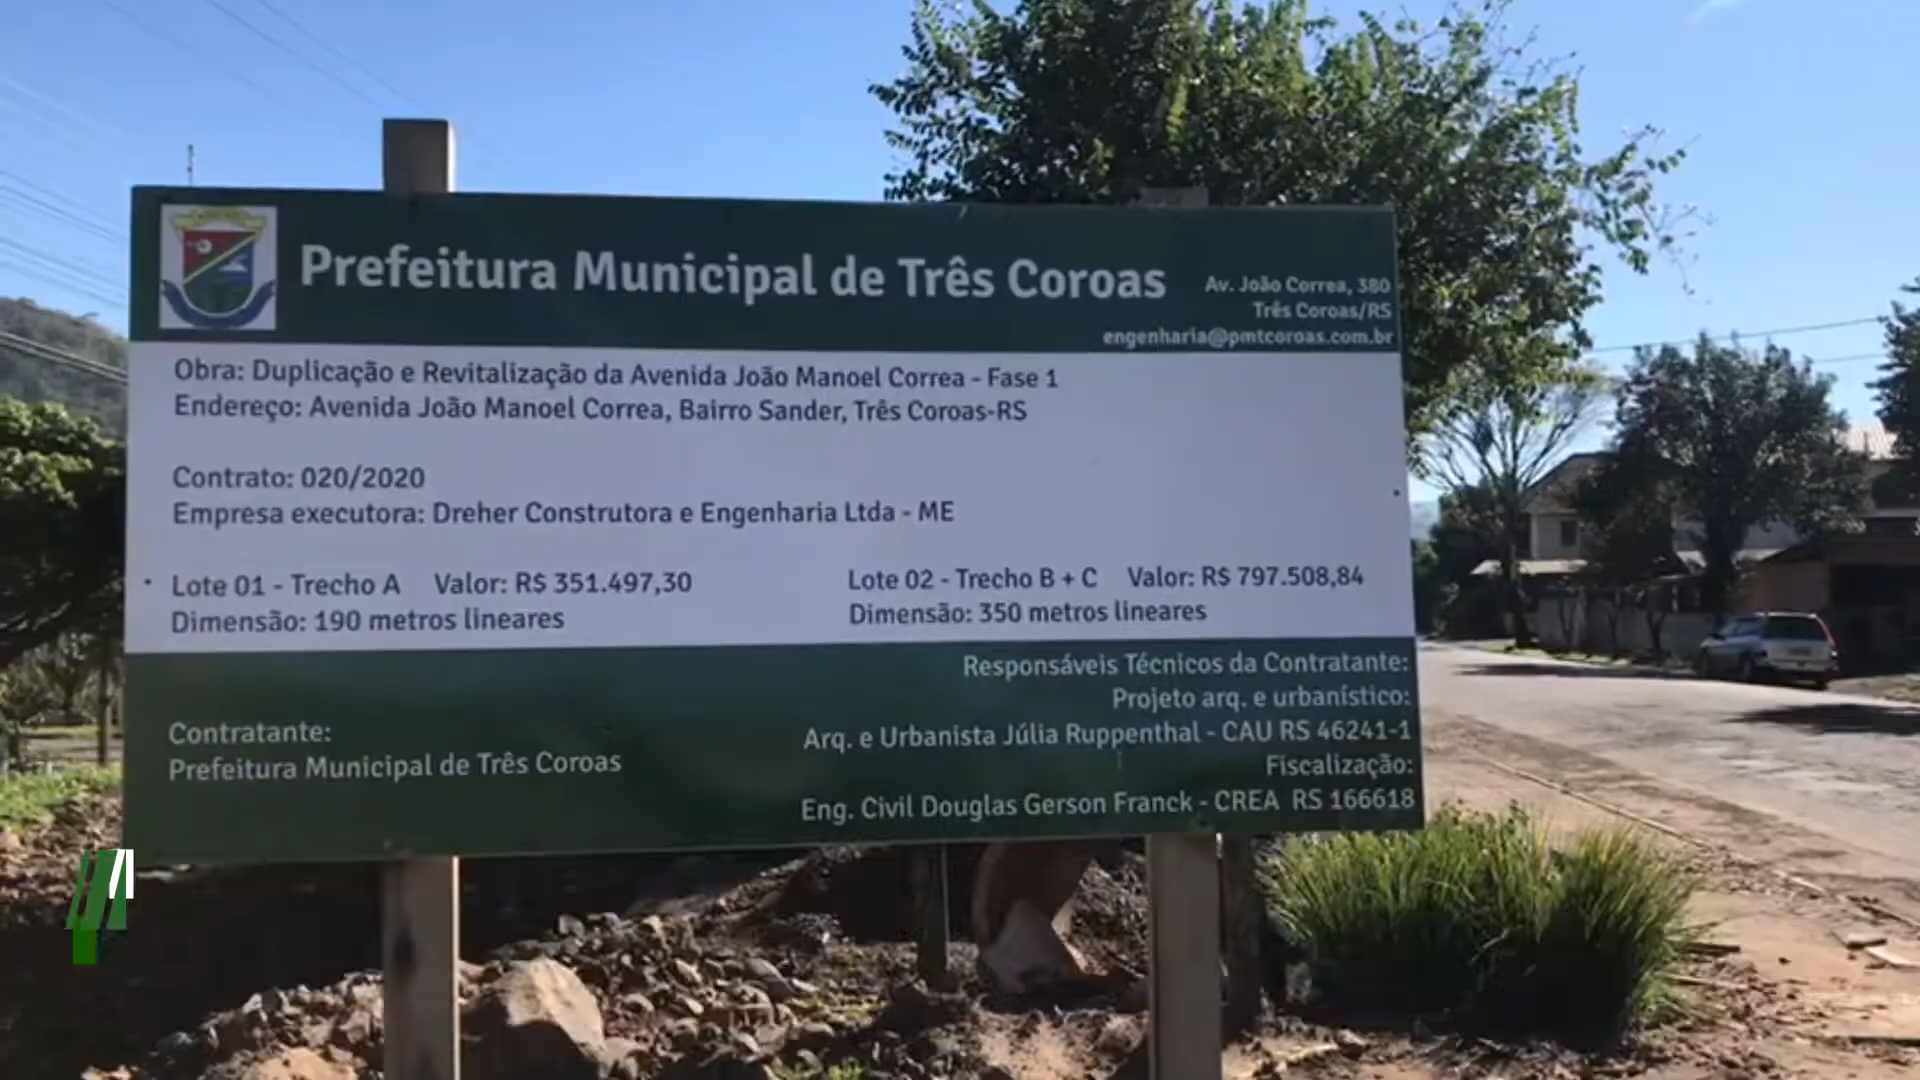 Prefeitura Municipal de Três Coroas
Av. João Correa, 380
Três Coroas/RS
engenharia@pmtcoroas.com.br
Obra: Duplicação e Revitalização da Avenida João Manoel Correa - Fase 1
Endereço: Avenida João Manoel Correa, Bairro Sander, Três Coroas-RS
Contrato: 020/2020
Empresa executora: Dreher Construtora e Engenharia Ltda - ME
Lote 01 - Trecho A Valor: R$ 351.497,30
Dimensão: 190 metros lineares
Lote 02 - Trecho B + C Valor: R$ 797.508,84
Dimensão: 350 metros lineares
Contratante:
Prefeitura Municipal de Três Coroas
Responsáveis Técnicos da Contratante:
Projeto arq. e urbanístico:
Arq. e Urbanista Júlia Ruppenthal - CAU RS 46241-1
Fiscalização:
Eng. Civil Douglas Gerson Franck - CREA RS 166618